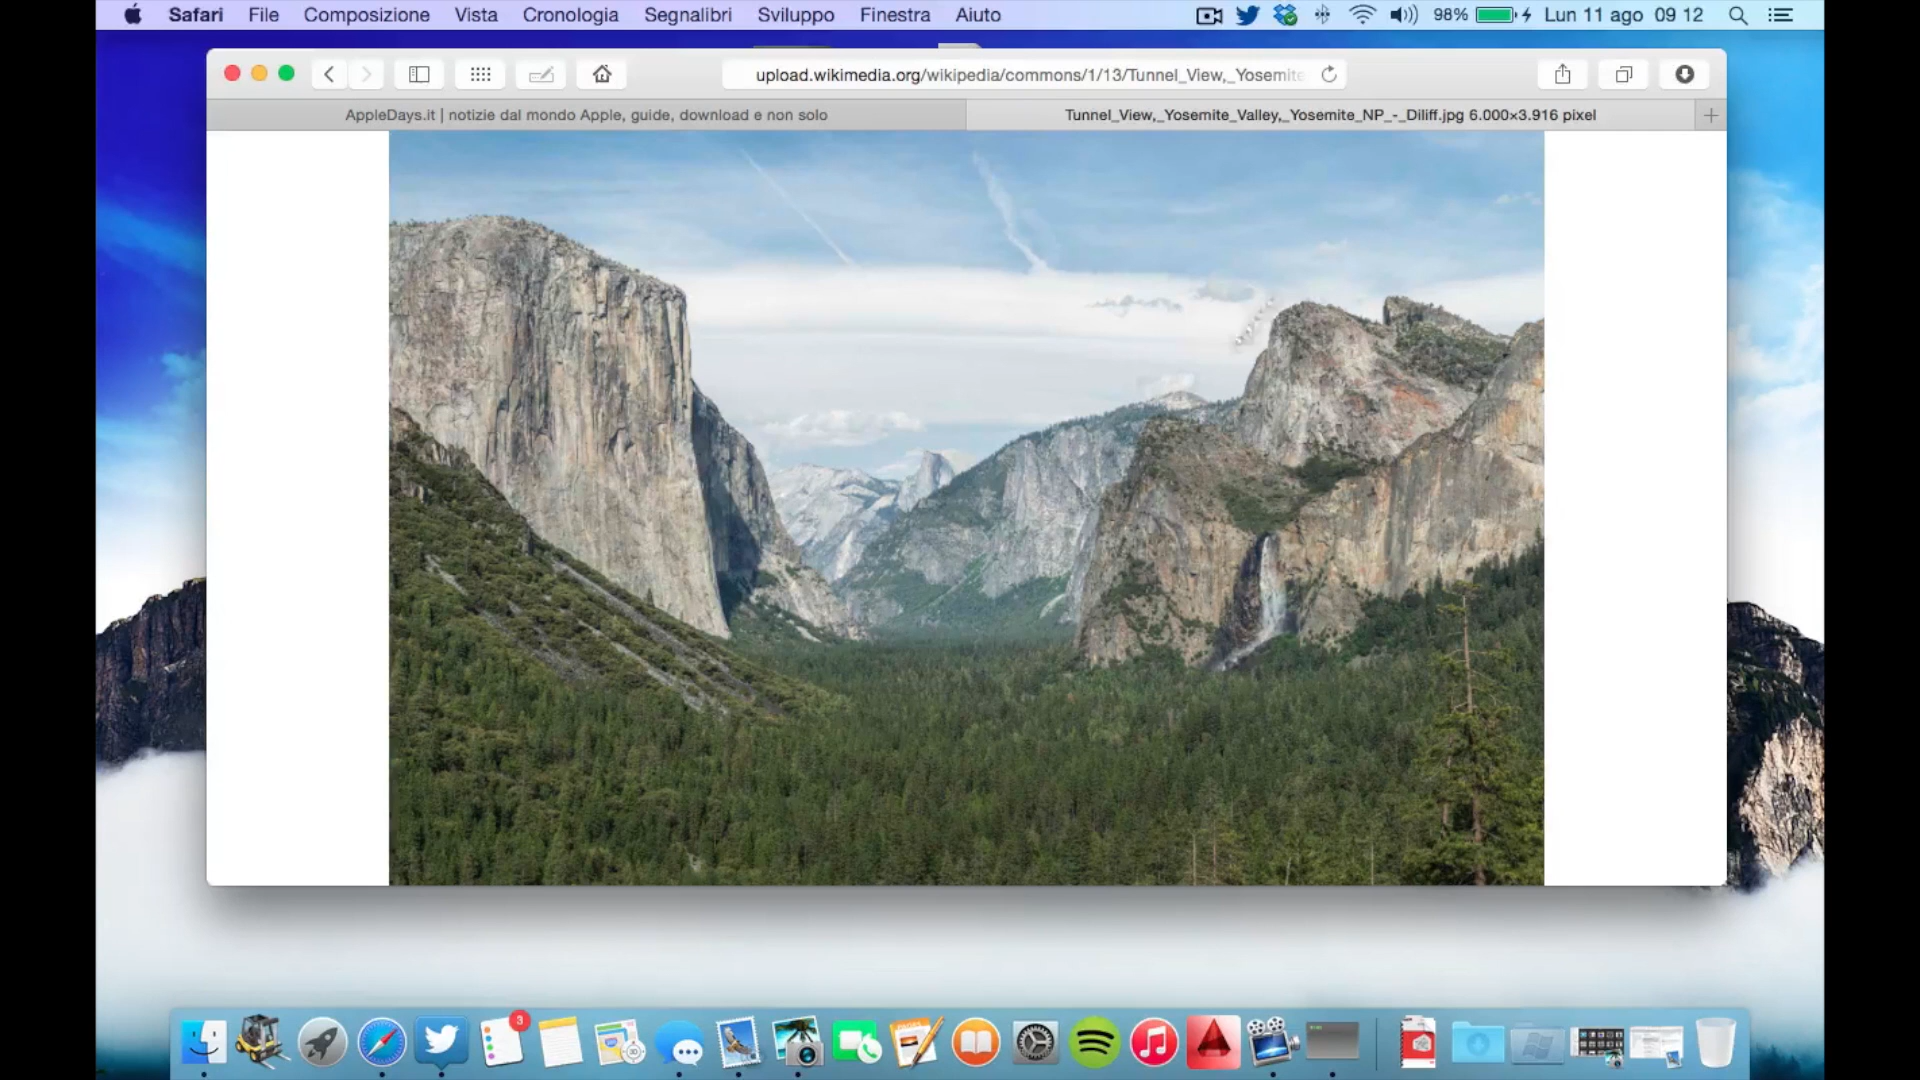 Safari File Composizione Vista Cronologia Segnalibri Sviluppo Finestra Aiuto 98% Lun 11 ago 09 12
upload.wikimedia.org/wikipedia/commons/1/13/Tunnel_View,_Yosemite
AppleDays.it | notizie dal mondo Apple, guide, download e non solo
Tunnel_View,_Yosemite_Valley,_Yosemite_NP_-_Diliff.jpg 6.000×3.916 pixel
3
PAGES